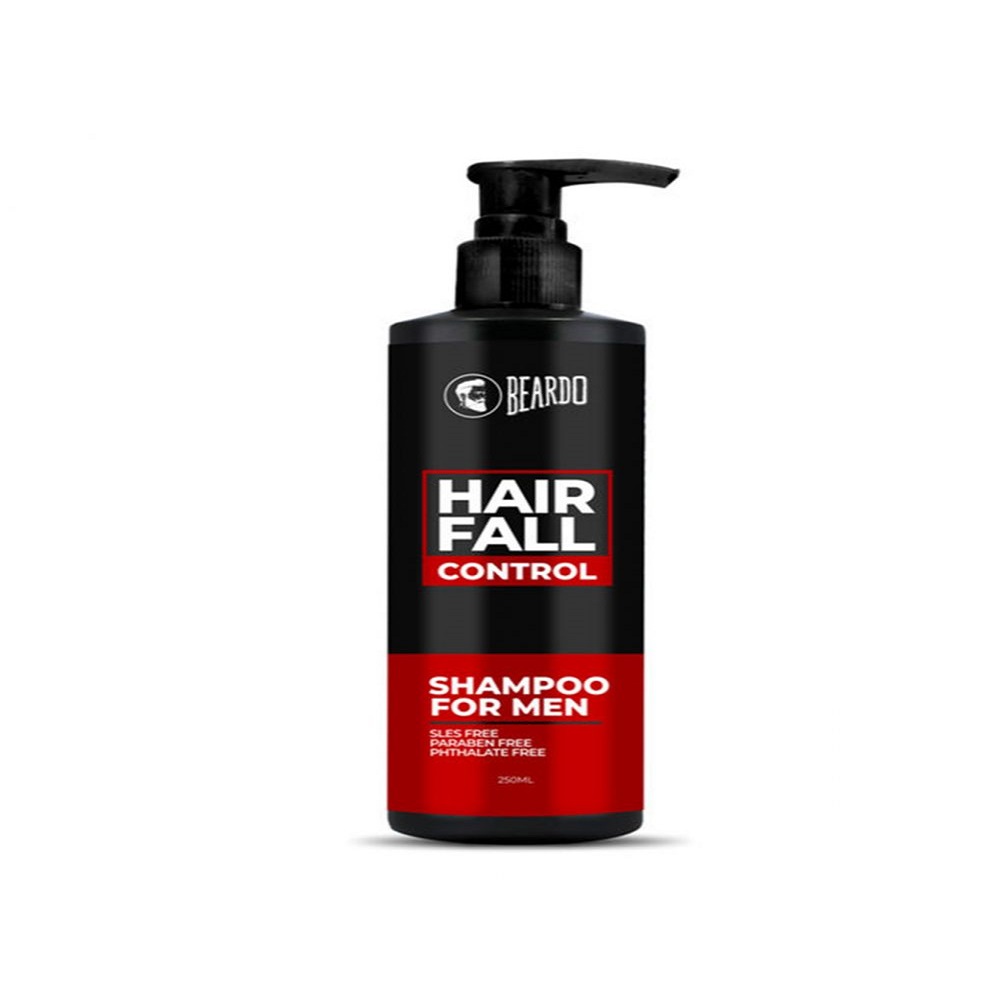 BEARDO
HAIR
FALL
CONTROL
SHAMPOO
FOR MEN
SLES FREE
PARABEN FREE
PHTHALATE FREE
250ML